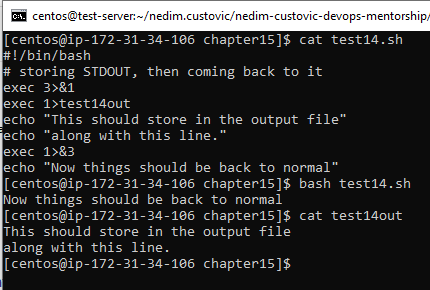 centos@test-server:~/nedim.custovic/nedim-custovic-devops-mentorship/
[centos@ip-172-31-34-106 chapter15]$ cat test14.sh
#!/bin/bash
# storing STDOUT, then coming back to it
exec 3>&1
exec 1>test14out
echo "This should store in the output file"
echo "along with this line."
exec 1>&3
echo "Now things should be back to normal"
[centos@ip-172-31-34-106 chapter15]$ bash test14.sh
Now things should be back to normal
[centos@ip-172-31-34-106 chapter15]$ cat test14out
This should store in the output file
along with this line.
[centos@ip-172-31-34-106 chapter15]$